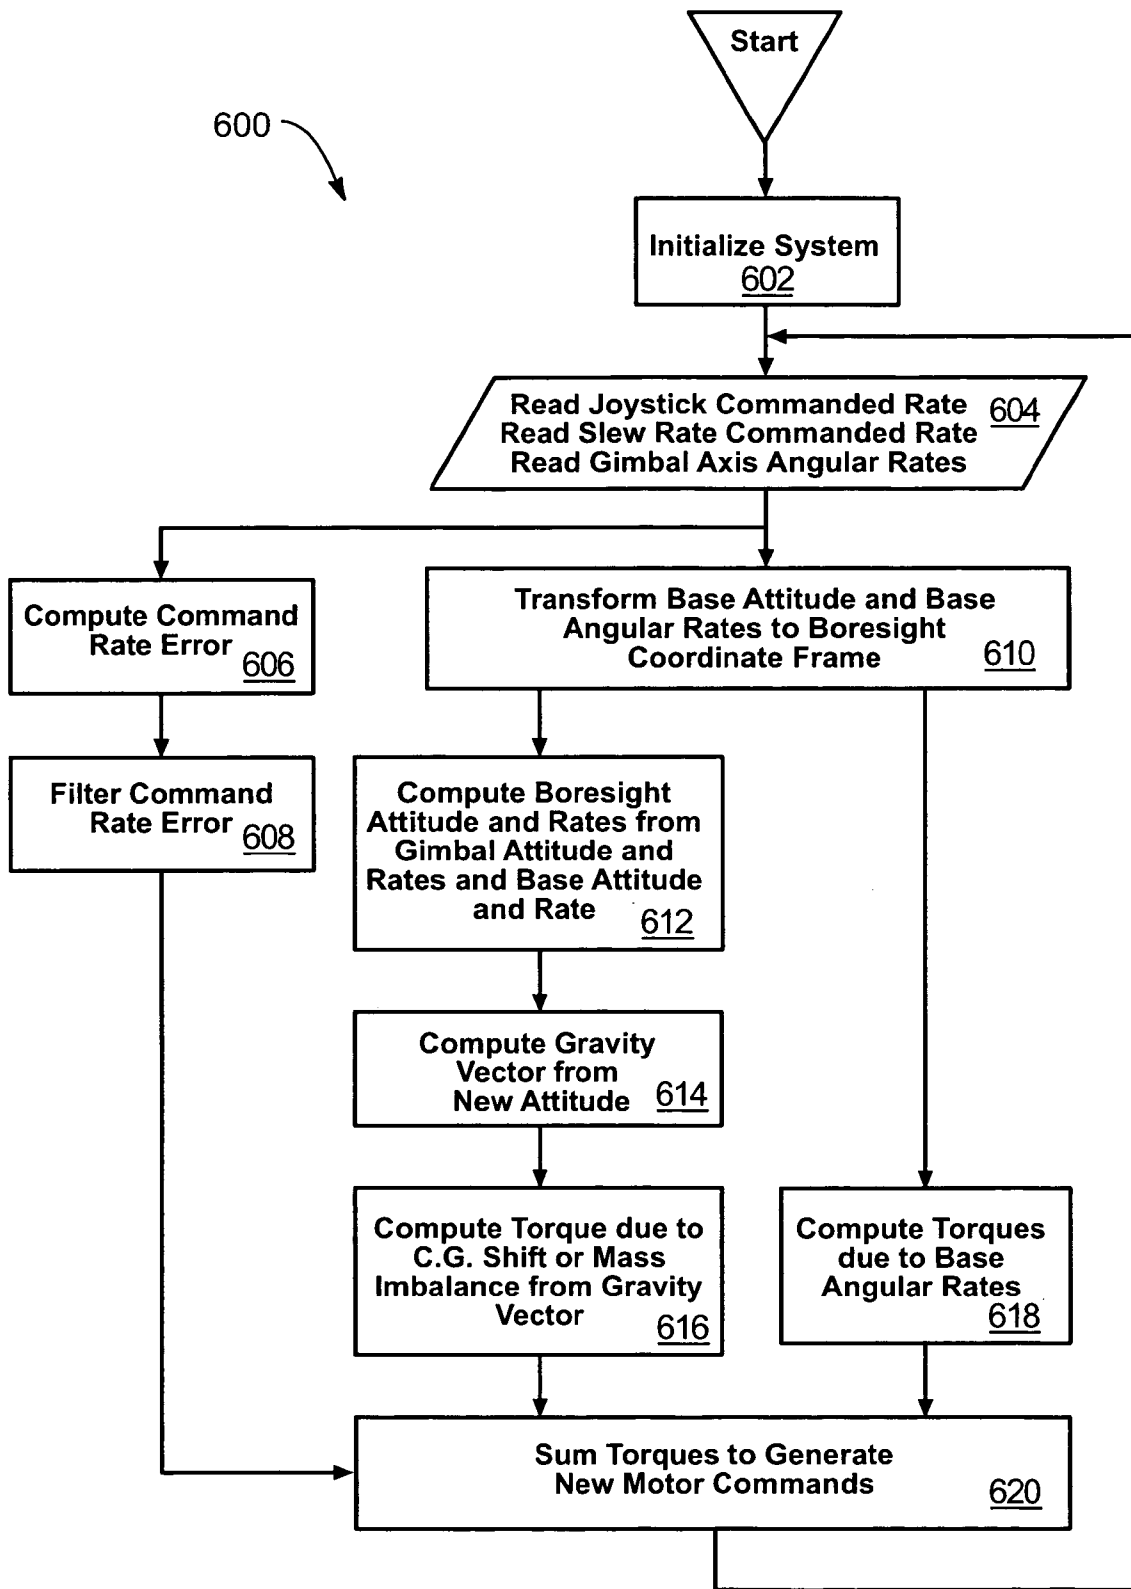 Start
600
Initialize System
602
Read Joystick Commanded Rate
Read Slew Rate Commanded Rate
Read Gimbal Axis Angular Rates
604
Compute Command
Rate Error
606
Transform Base Attitude and Base
Angular Rates to Boresight
Coordinate Frame
610
Filter Command
Rate Error
608
Compute Boresight
Attitude and Rates from
Gimbal Attitude and
Rates and Base Attitude
and Rate
612
Compute Gravity
Vector from
New Attitude
614
Compute Torque due to
C.G. Shift or Mass
Imbalance from Gravity
Vector
616
Compute Torques
due to Base
Angular Rates
618
Sum Torques to Generate
New Motor Commands
620